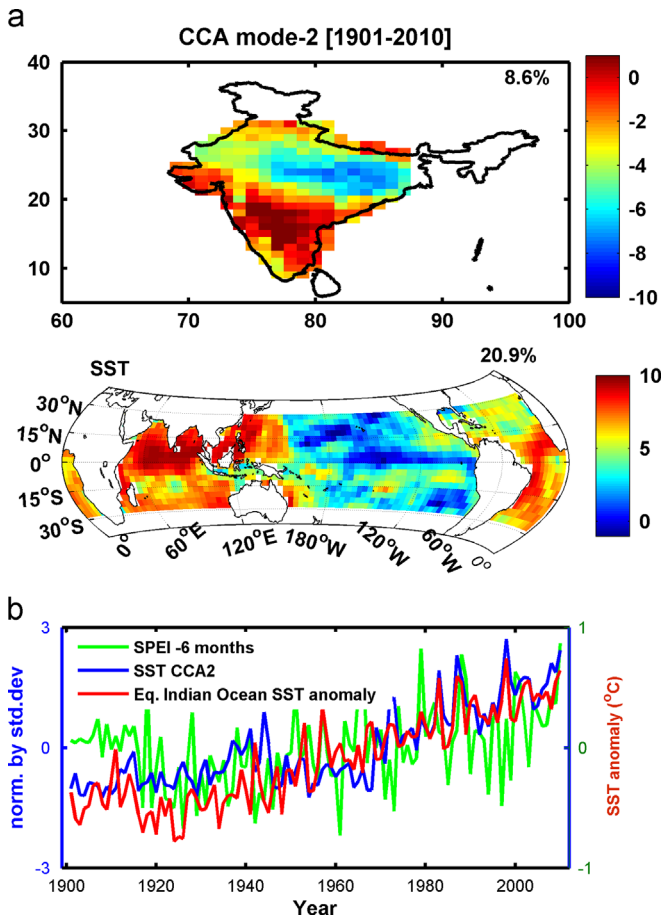 a
CCA mode-2 [1901-2010]
8.6%
40
30
20
10
60 70 80 90 100
0
-2
-4
-6
-8
-10
SST
20.9%
30°N
15°N
0°
15°S
30°S
0° 60°E 120°E 180°W 120°W 60°W 0°
10
5
0
b
SPEI -6 months
SST CCA2
Eq. Indian Ocean SST anomaly
norm. by std.dev
3
0
-3
1
0
-1
SST anomaly (°C)
1900 1920 1940 1960 1980 2000
Year